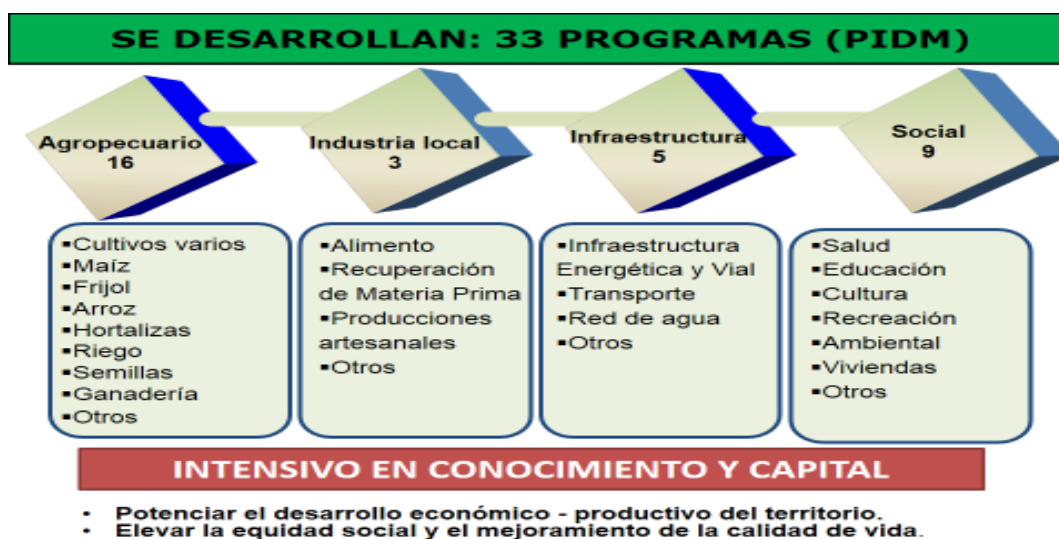 SE DESARROLLAN: 33 PROGRAMAS (PIDM)
Agropecuario
16
Industria local
3
Infraestructura
5
Social
9
▪Cultivos varios
▪Maíz
▪Frijol
▪Arroz
▪Hortalizas
▪Riego
▪Semillas
▪Ganadería
▪Otros
▪Alimento
▪Recuperación
de Materia Prima
▪Producciones
artesanales
▪Otros
▪Infraestructura
Energética y Vial
▪Transporte
▪Red de agua
▪Otros
▪Salud
▪Educación
▪Cultura
▪Recreación
▪Ambiental
▪Viviendas
▪Otros
INTENSIVO EN CONOCIMIENTO Y CAPITAL
• Potenciar el desarrollo económico - productivo del territorio.
• Elevar la equidad social y el mejoramiento de la calidad de vida.